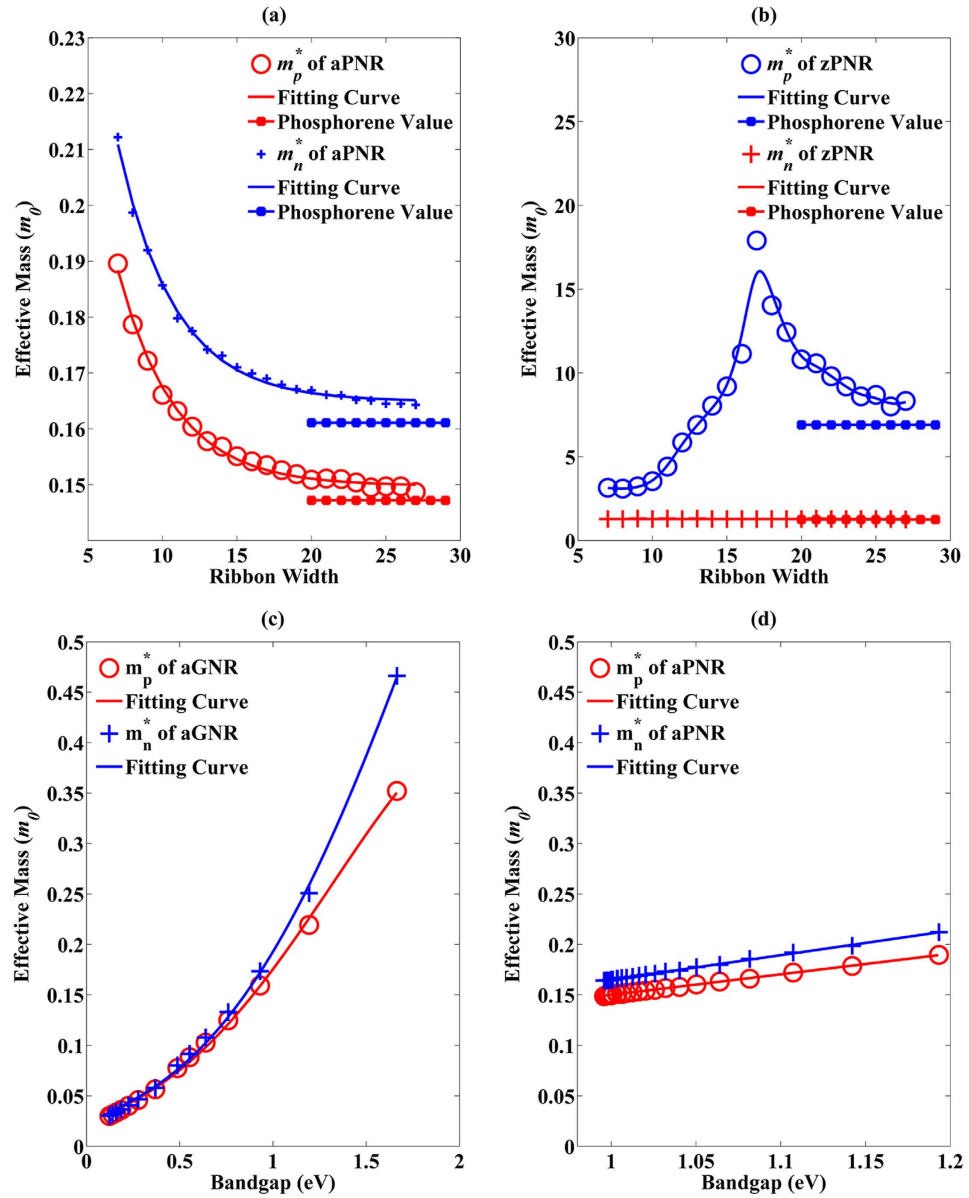 (a)
0.23
0.22
0.21
0.2
0.19
0.18
0.17
0.16
0.15
Effective Mass (m0)
m*p of aPNR
Fitting Curve
Phosphorene Value
m*n of aPNR
Fitting Curve
Phosphorene Value
5 10 15 20 25 30
Ribbon Width
(b)
30
25
20
15
10
5
0
Effective Mass (m0)
m*p of zPNR
Fitting Curve
Phosphorene Value
m*n of zPNR
Fitting Curve
Phosphorene Value
5 10 15 20 25 30
Ribbon Width
(c)
0.5
0.45
0.4
0.35
0.3
0.25
0.2
0.15
0.1
0.05
0
Effective Mass (m0)
m*p of aGNR
Fitting Curve
m*n of aGNR
Fitting Curve
0 0.5 1 1.5 2
Bandgap (eV)
(d)
0.5
0.45
0.4
0.35
0.3
0.25
0.2
0.15
0.1
0.05
0
Effective Mass (m0)
m*p of aPNR
Fitting Curve
m*n of aPNR
Fitting Curve
1 1.05 1.1 1.15 1.2
Bandgap (eV)